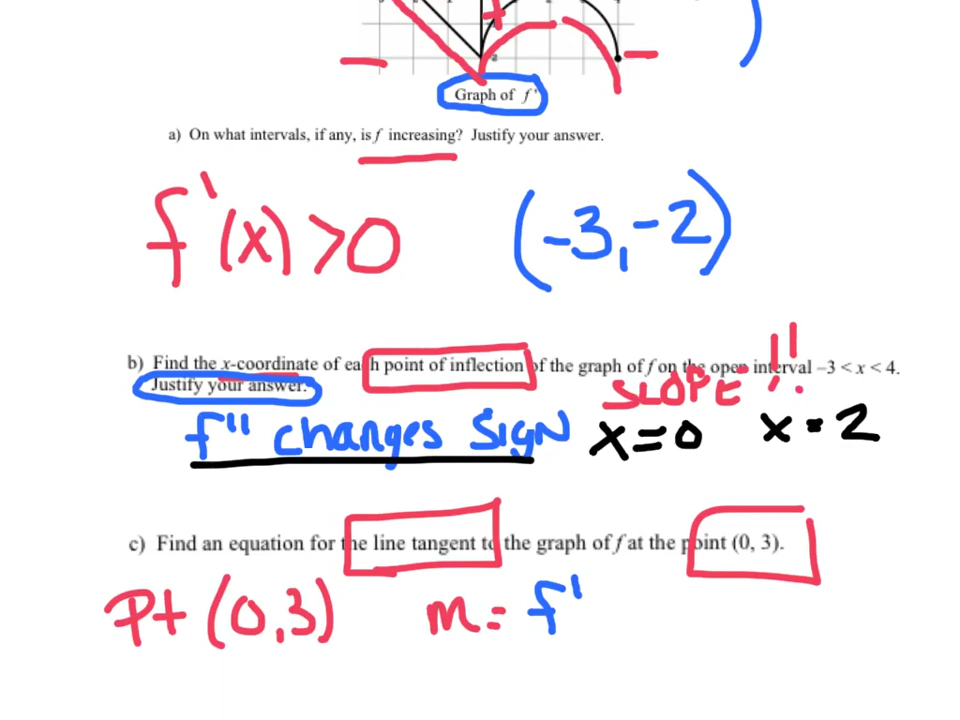 Graph of f'
a) On what intervals, if any, is f increasing? Justify your answer.
f'(x) >0 (-3,-2)
b) Find the x-coordinate of each point of inflection of the graph of f on the open interval –3 < x < 4.
SLOPE !!
Justify your answer.
f'' changes SIGN x=0 x=2
c) Find an equation for the line tangent to the graph of f at the point (0, 3).
Pt (0,3) m= f'